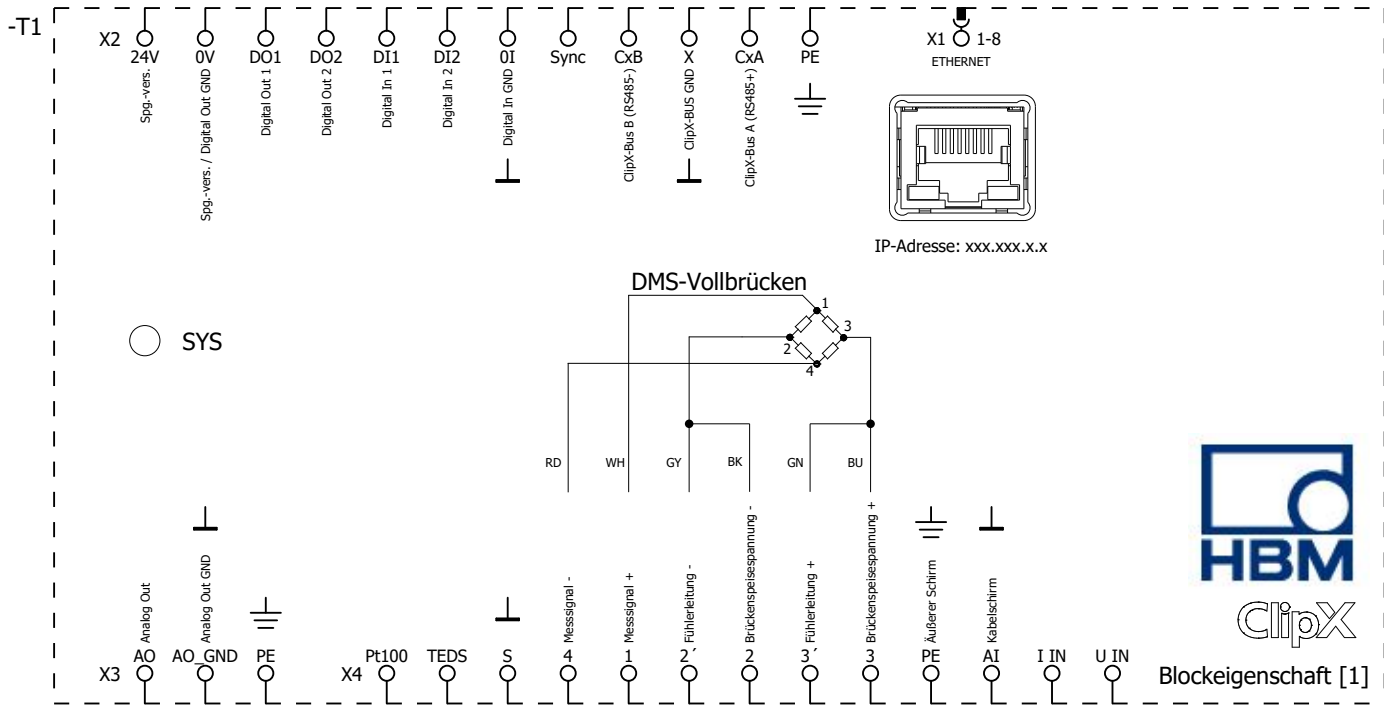 -T1
X2
24V
0V
DO1
DO2
DI1
DI2
0I
Sync
CxB
X
CxA
PE
X1
1-8
ETHERNET
Spg.-vers.
Spg.-vers. / Digital Out GND
Digital Out 1
Digital Out 2
Digital In 1
Digital In 2
Digital In GND
ClipX-Bus B (RS485-)
ClipX-BUS GND
ClipX-Bus A (RS485+)
IP-Adresse: xxx.xxx.x.x
DMS-Vollbrücken
1
3
2
4
SYS
RD
WH
GY
BK
GN
BU
HBM
ClipX
Analog Out
Analog Out GND
Messsignal -
Messsignal +
Fühlerleitung -
Brückenspeisespannung -
Fühlerleitung +
Brückenspeisespannung +
Äußerer Schirm
Kabelschirm
X3
AO
AO_GND
PE
X4
Pt100
TEDS
S
4
1
2´
2
3´
3
PE
AI
I IN
U IN
Blockeigenschaft [1]